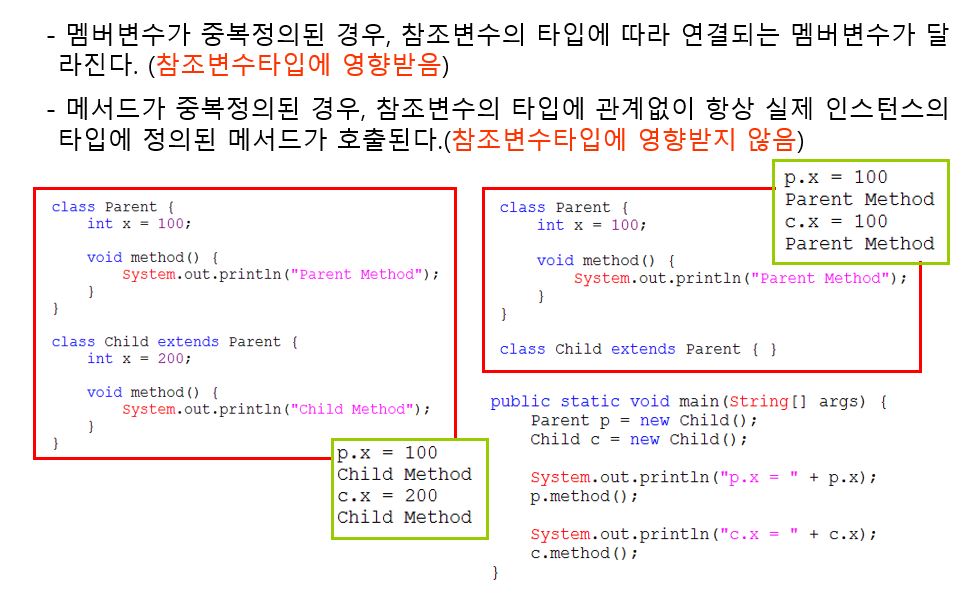 - 멤버변수가 중복정의된 경우, 참조변수의 타입에 따라 연결되는 멤버변수가 달
라진다. (참조변수타입에 영향받음)
- 메서드가 중복정의된 경우, 참조변수의 타입에 관계없이 항상 실제 인스턴스의
타입에 정의된 메서드가 호출된다.(참조변수타입에 영향받지 않음)
class Parent {
    int x = 100;
    void method() {
        System.out.println("Parent Method");
    }
}
class Child extends Parent {
    int x = 200;
    void method() {
        System.out.println("Child Method");
    }
}
p.x = 100
Child Method
c.x = 200
Child Method
class Parent {
    int x = 100;
    void method() {
        System.out.println("Parent Method");
    }
}
class Child extends Parent { }
p.x = 100
Parent Method
c.x = 100
Parent Method
public static void main(String[] args) {
    Parent p = new Child();
    Child c = new Child();
    System.out.println("p.x = " + p.x);
    p.method();
    System.out.println("c.x = " + c.x);
    c.method();
}